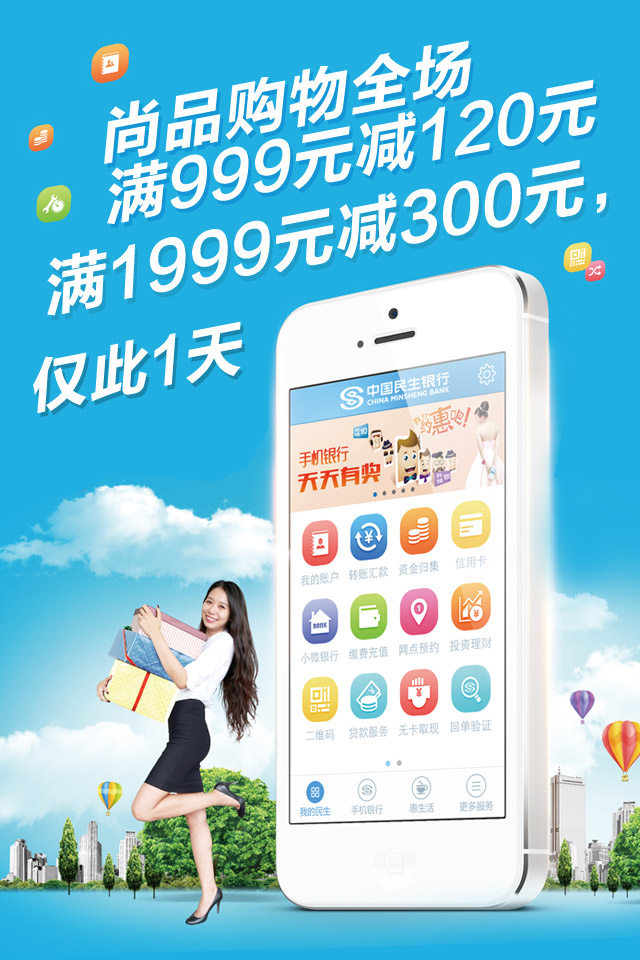 尚品购物全场
满999元减120元
满1999元减300元，
仅此1天
中国民生银行
CHINA MINSHENG BANK
约惠吧!
手机银行
天天有奖
我的账户 转账汇款 资金归集 信用卡
BANK
小微银行 缴费充值 网点预约 投资理财
二维码 贷款服务 无卡取现 回单验证
我的民生 手机银行 惠生活 更多服务